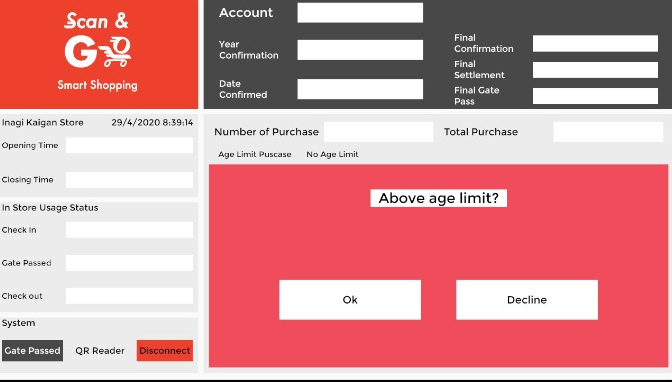 Scan &
GO
Smart Shopping
Account
Year
Confirmation
Date
Confirmed
Final
Confirmation
Final
Settlement
Final Gate
Pass
Inagi Kaigan Store 29/4/2020 8:39:14
Opening Time
Closing Time
In Store Usage Status
Check In
Gate Passed
Check out
System
Gate Passed QR Reader Disconnect
Number of Purchase Total Purchase
Age Limit Puscase No Age Limit
Above age limit?
Ok Decline